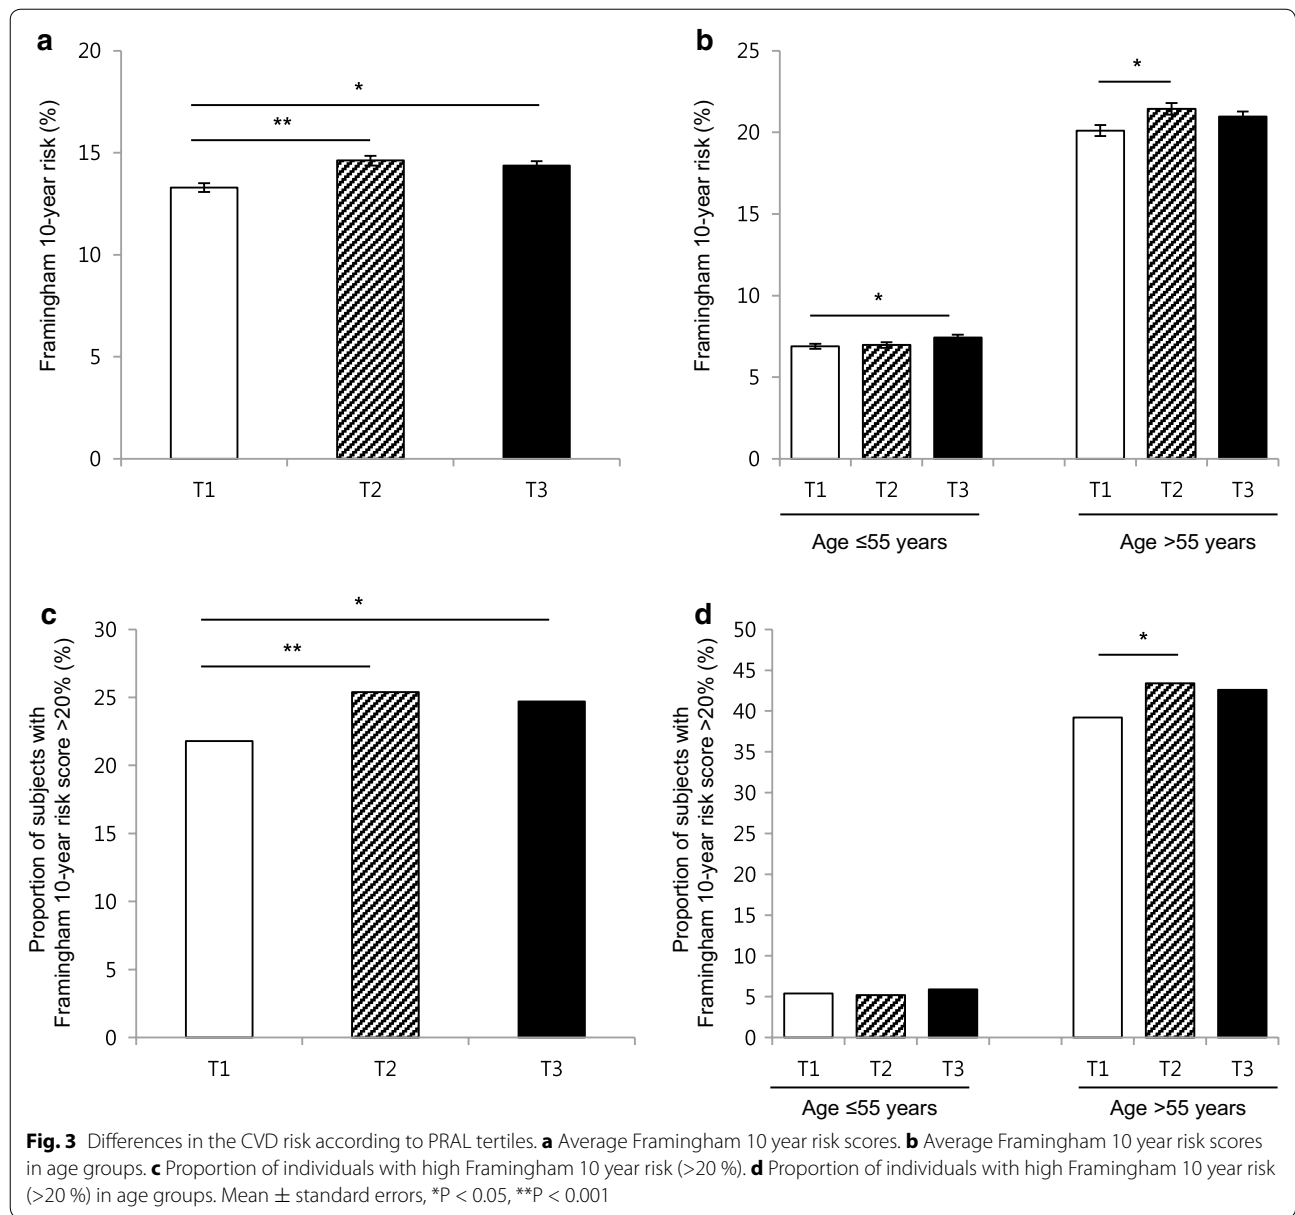 a
Framingham 10-year risk (%)
20
15
10
5
0
*
**
T1 T2 T3
b
Framingham 10-year risk (%)
25
20
15
10
5
0
*
*
T1 T2 T3 T1 T2 T3
Age ≤55 years Age >55 years
c
Proportion of subjects with
Framingham 10-year risk score >20% (%)
30
25
20
15
10
5
0
*
**
T1 T2 T3
d
Proportion of subjects with
Framingham 10-year risk score >20% (%)
50
45
40
35
30
25
20
15
10
5
0
*
T1 T2 T3 T1 T2 T3
Age ≤55 years Age >55 years
Fig. 3 Differences in the CVD risk according to PRAL tertiles. a Average Framingham 10 year risk scores. b Average Framingham 10 year risk scores
in age groups. c Proportion of individuals with high Framingham 10 year risk (>20 %). d Proportion of individuals with high Framingham 10 year risk
(>20 %) in age groups. Mean ± standard errors, *P < 0.05, **P < 0.001